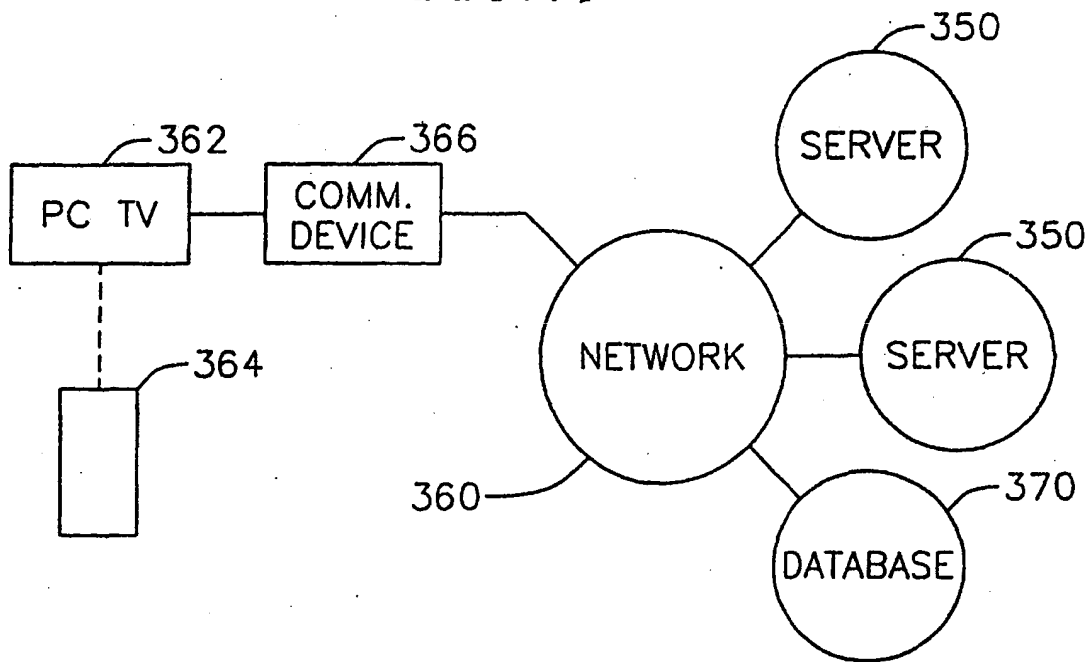 350
362
366
SERVER
PC TV
COMM.
DEVICE
350
NETWORK
SERVER
364
360
370
DATABASE